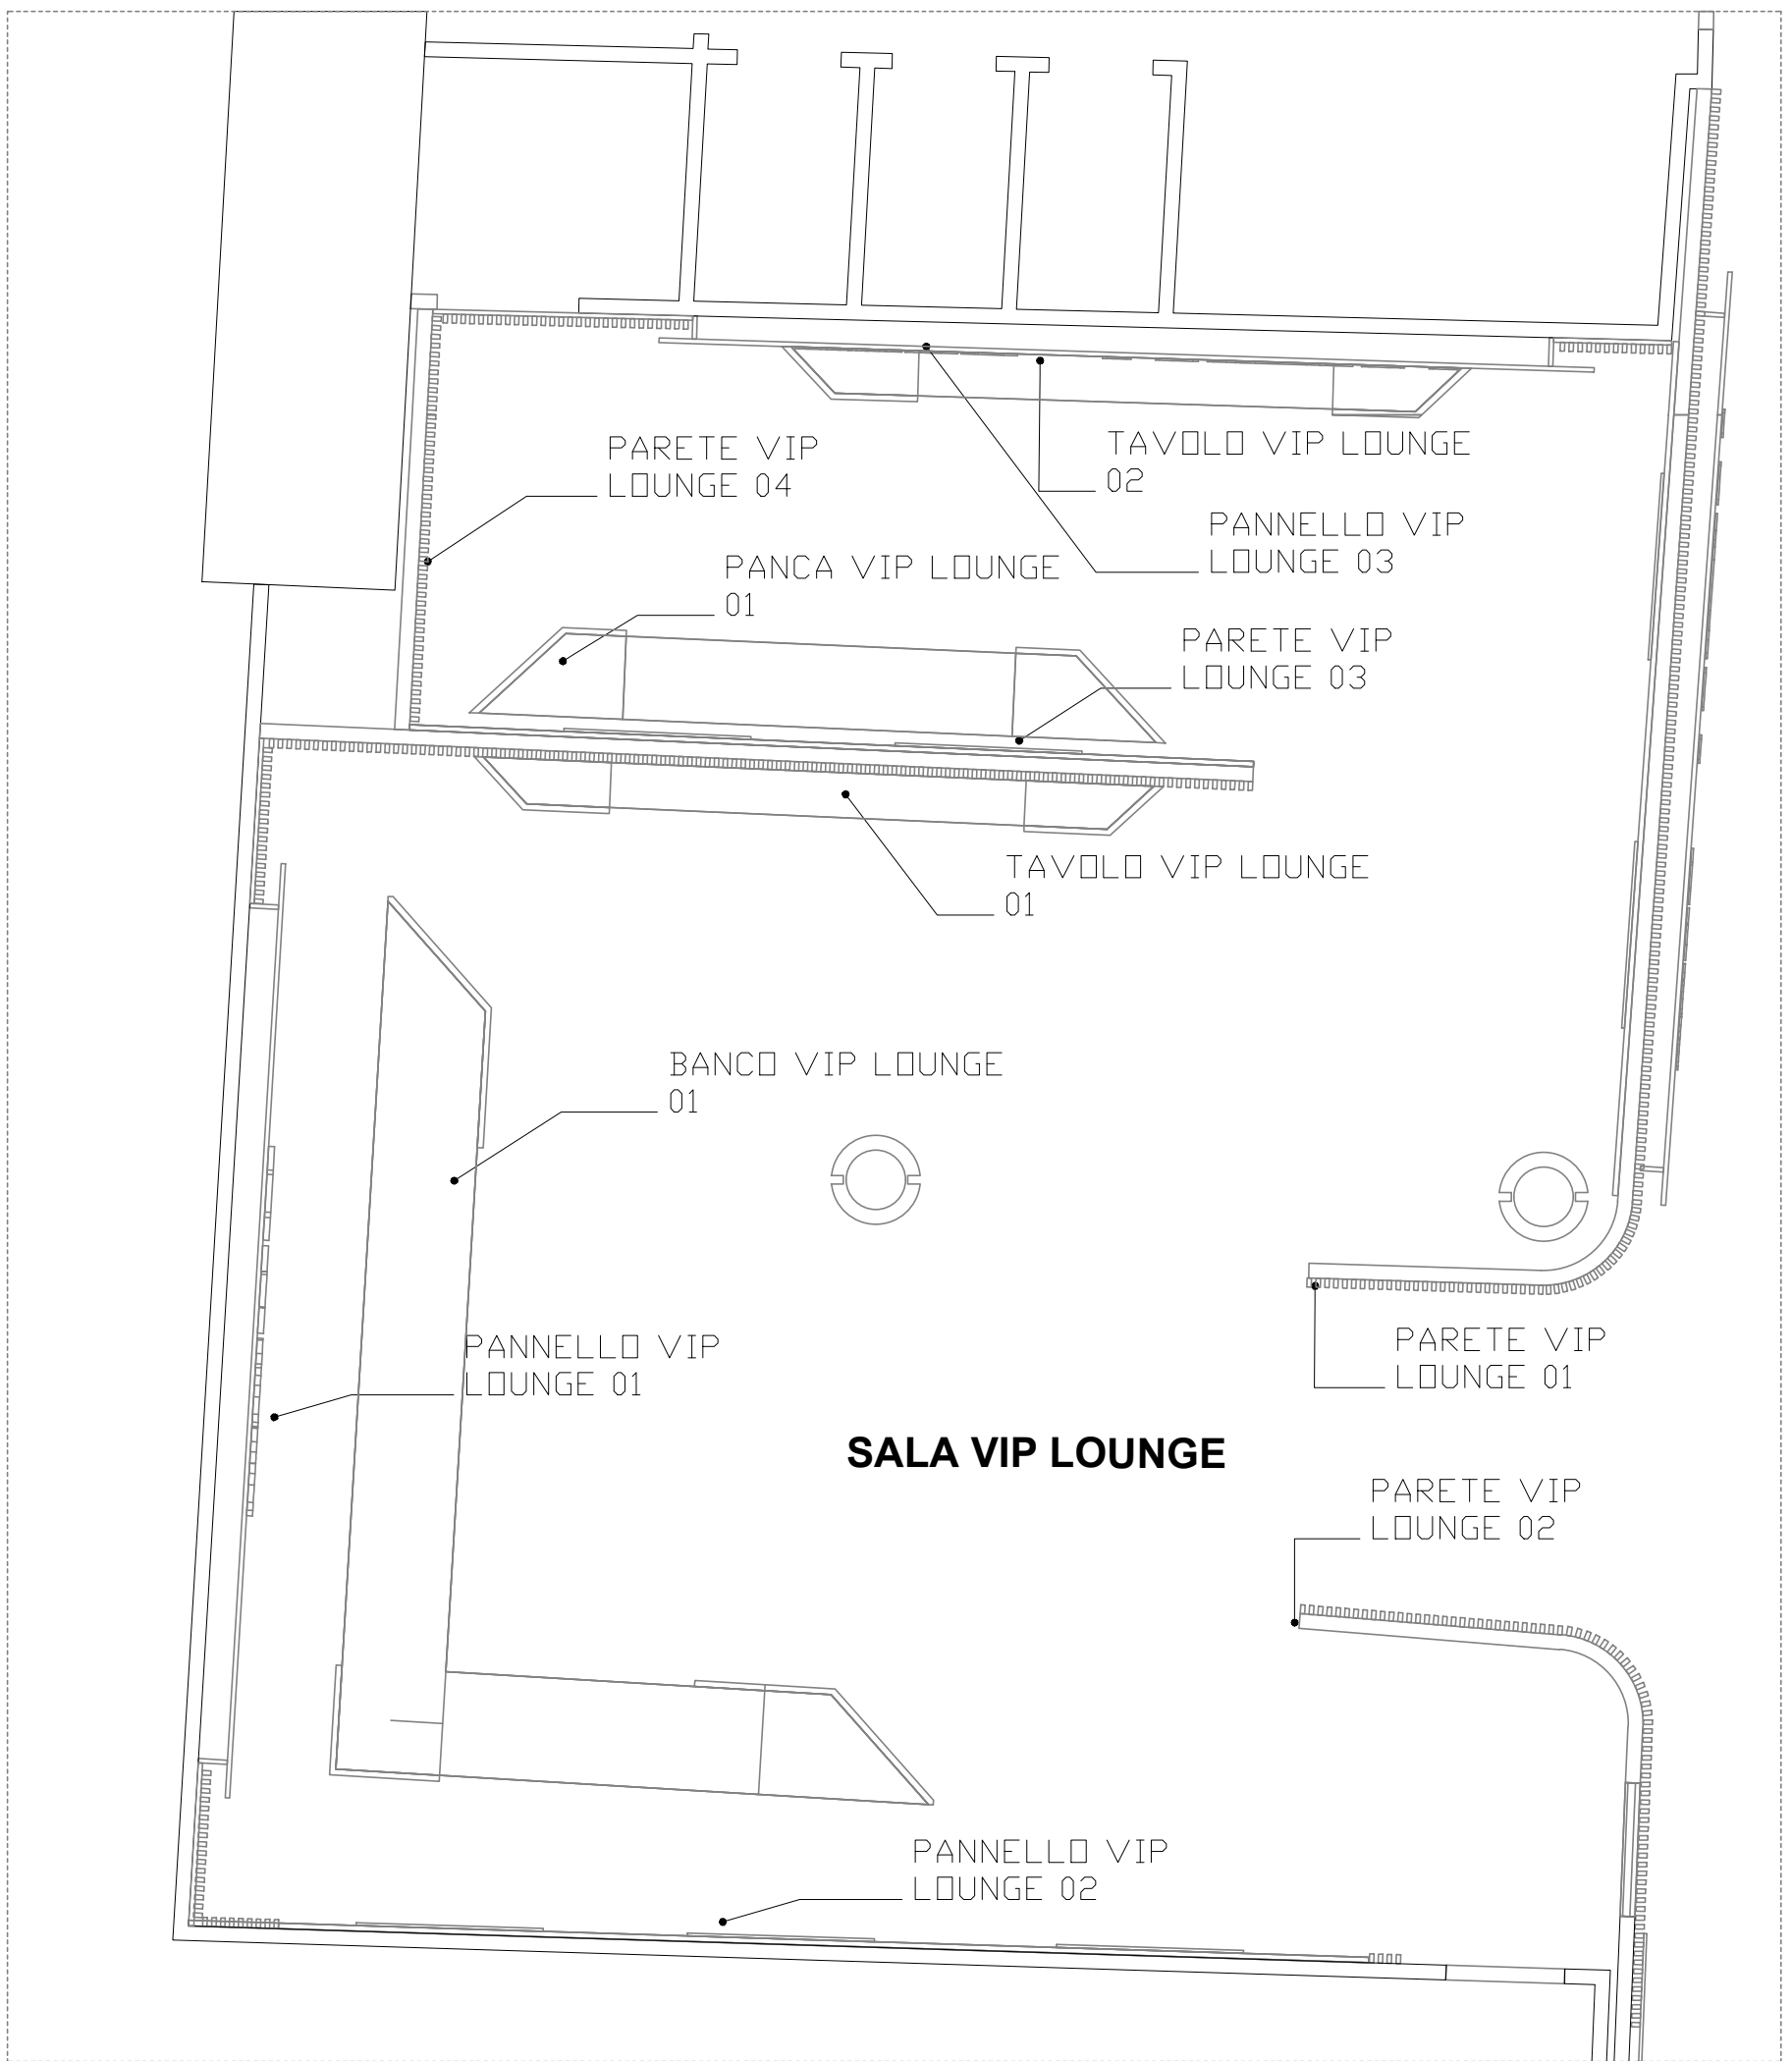 PARETE VIP
LOUNGE 04
TAVOLO VIP LOUNGE
02
PANNELLO VIP
LOUNGE 03
PANCA VIP LOUNGE
01
PARETE VIP
LOUNGE 03
TAVOLO VIP LOUNGE
01
BANCO VIP LOUNGE
01
PANNELLO VIP
LOUNGE 01
PARETE VIP
LOUNGE 01
SALA VIP LOUNGE
PARETE VIP
LOUNGE 02
PANNELLO VIP
LOUNGE 02